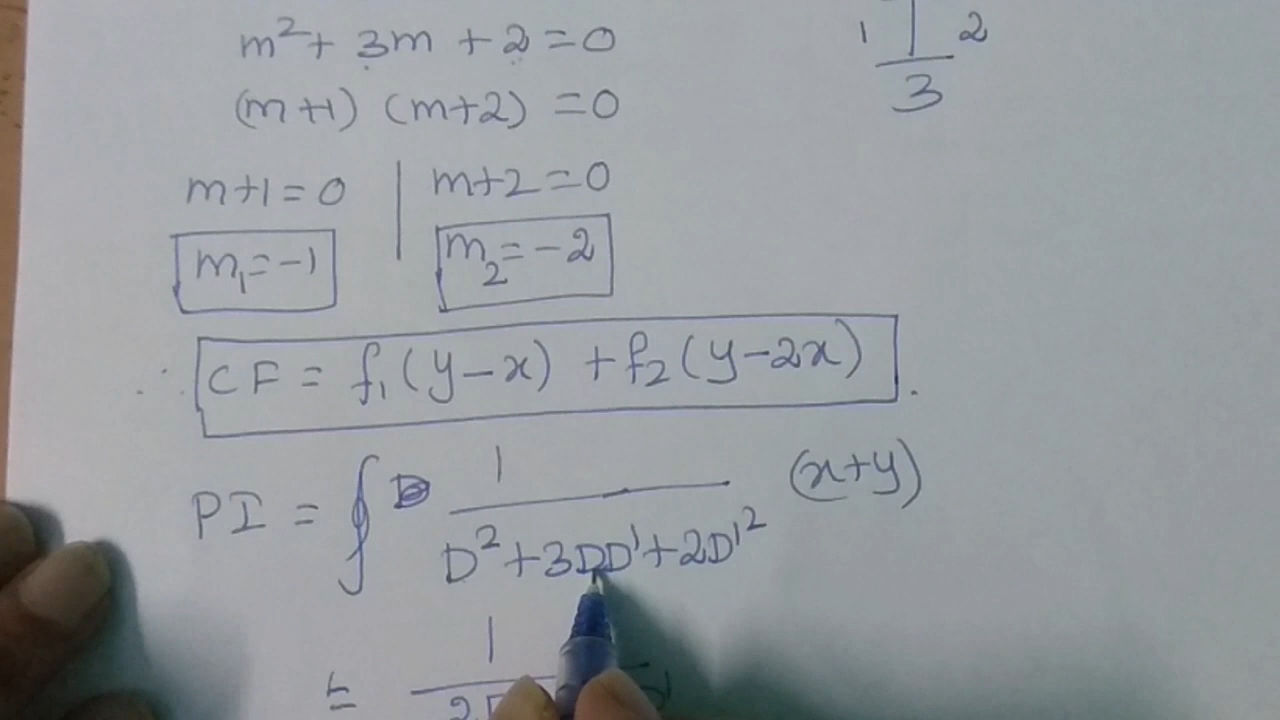 m² + 3m + 2 = 0
1 2
3
(m+1) (m+2) = 0
m+1 = 0 | m+2 = 0
m₁ = -1 m₂ = -2
∴ CF = f₁(y-x) + f₂(y-2x).
PI = 1 (x+y)
D² + 3DD' + 2D'²
= 1